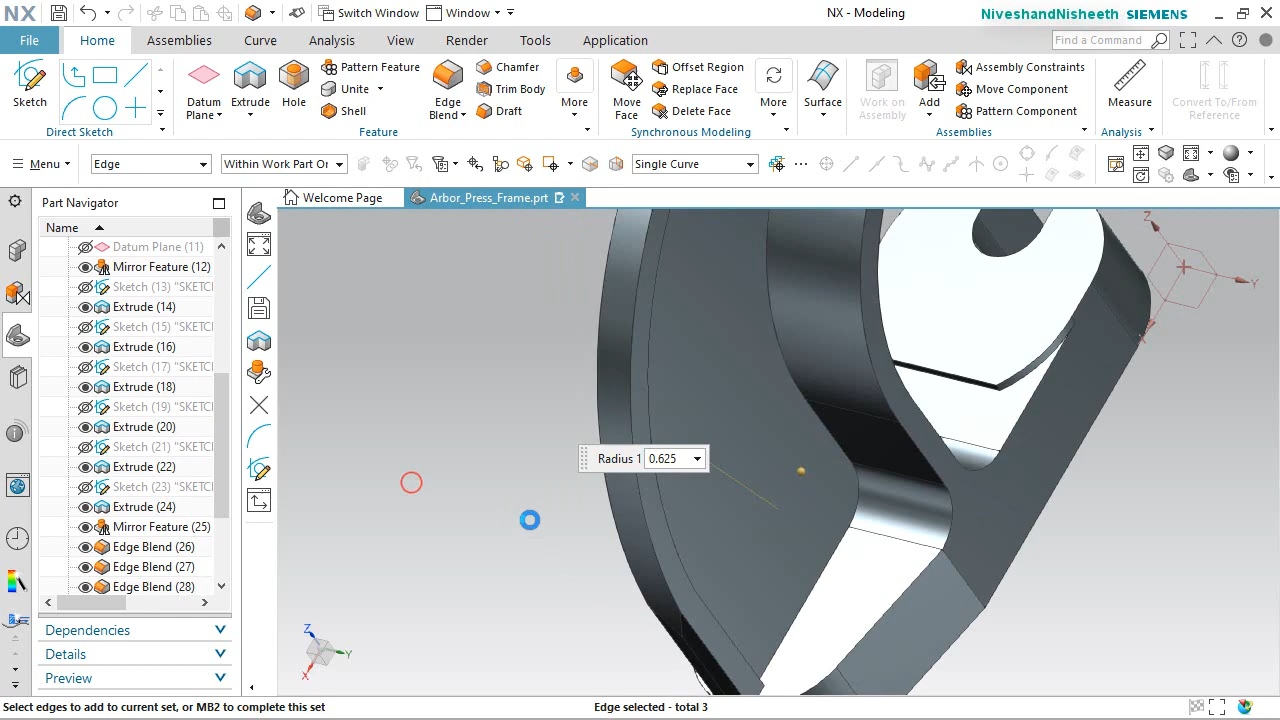 NX Switch Window Window NX - Modeling NiveshandNisheeth SIEMENS
File Home Assemblies Curve Analysis View Render Tools Application Find a Command
Sketch
Direct Sketch
Datum Plane
Extrude
Hole
Pattern Feature
Unite
Shell
Edge Blend
Chamfer
Trim Body
Draft
More
Feature
Move Face
Offset Region
Replace Face
Delete Face
More
Synchronous Modeling
Surface
Work on Assembly
Add
Assembly Constraints
Move Component
Pattern Component
Assemblies
Measure
Analysis
Convert To/From Reference
Menu Edge Within Work Part On Single Curve
Part Navigator
Welcome Page Arbor_Press_Frame.prt
Name
Datum Plane (11)
Mirror Feature (12)
Sketch (13) "SKETC
Extrude (14)
Sketch (15) "SKETC
Extrude (16)
Sketch (17) "SKETC
Extrude (18)
Sketch (19) "SKETC
Extrude (20)
Sketch (21) "SKETC
Extrude (22)
Sketch (23) "SKETC
Extrude (24)
Mirror Feature (25)
Edge Blend (26)
Edge Blend (27)
Edge Blend (28)
Dependencies
Details
Preview
Radius 1 0.625
Z
Y
X
Z
Y
X
Select edges to add to current set, or MB2 to complete this set Edge selected - total 3